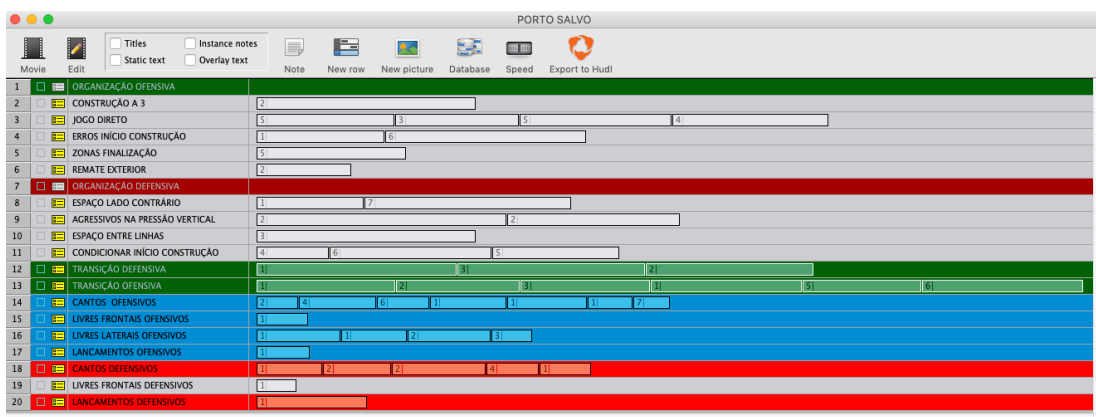 PORTO SALVO
Titles Instance notes
Static text Overlay text
Movie Edit Note New row New picture Database Speed Export to Hudl
1 ORGANIZAÇÃO OFENSIVA
2 CONSTRUÇÃO A 3 2
3 JOGO DIRETO 5 3 5 4
4 ERROS INÍCIO CONSTRUÇÃO 1 6
5 ZONAS FINALIZAÇÃO 5
6 REMATE EXTERIOR 2
7 ORGANIZAÇÃO DEFENSIVA
8 ESPAÇO LADO CONTRÁRIO 1 7
9 AGRESSIVOS NA PRESSÃO VERTICAL 2 2
10 ESPAÇO ENTRE LINHAS 3
11 CONDICIONAR INÍCIO CONSTRUÇÃO 4 6 5
12 TRANSIÇÃO DEFENSIVA 1 3 2
13 TRANSIÇÃO OFENSIVA 1 2 3 1 5 6
14 CANTOS OFENSIVOS 2 4 6 1 1 1 7
15 LIVRES FRONTAIS OFENSIVOS 1
16 LIVRES LATERAIS OFENSIVOS 1 1 2 3
17 LANCAMENTOS OFENSIVOS 1
18 CANTOS DEFENSIVOS 1 2 2 4 1
19 LIVRES FRONTAIS DEFENSIVOS 1
20 LANCAMENTOS DEFENSIVOS 1